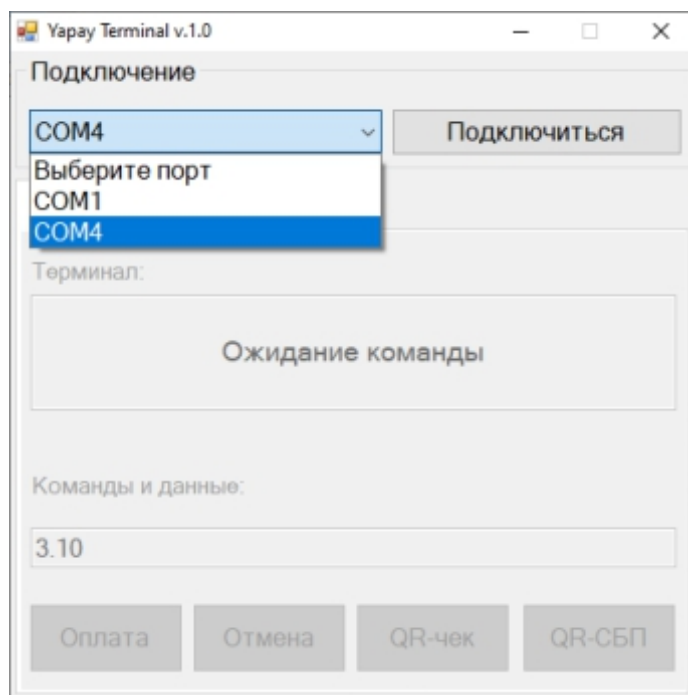 Yapay Terminal v.1.0
Подключение
COM4 Подключиться
Выберите порт
COM1
COM4
Терминал:
Ожидание команды
Команды и данные:
3.10
Оплата Отмена QR-чек QR-СБП